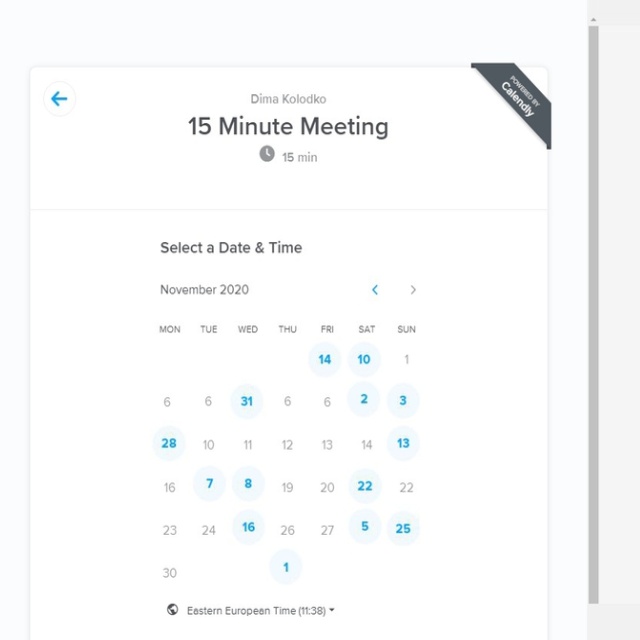 POWERED BY
Calendly
Dima Kolodko
15 Minute Meeting
15 min
Select a Date & Time
November 2020
MON TUE WED THU FRI SAT SUN
14 10 1
6 6 31 6 6 2 3
28 10 11 12 13 14 13
16 7 8 19 20 22 22
23 24 16 26 27 5 25
30 1
Eastern European Time (11:38)